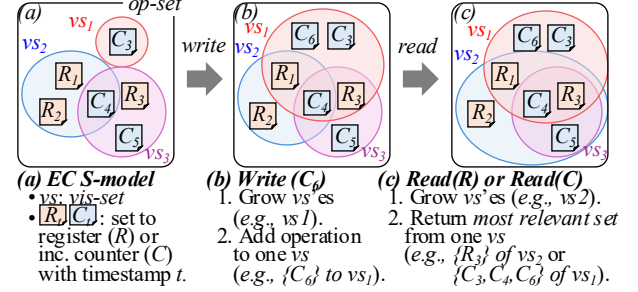 op-set
(a)
vs1
vs2
C3
R1
R2
C4
R3
C5
vs3
write
(b)
vs1
vs2
C6
C3
R1
R2
C4
R3
C5
vs3
read
(c)
vs1
vs2
C6
C3
R1
R2
C4
R3
C5
vs3
(a) EC S-model
• vs: vis-set
• Rt Ct : set to
register (R) or
inc. counter (C)
with timestamp t.
(b) Write (C6)
1. Grow vs'es
(e.g., vs1).
2. Add operation
to one vs
(e.g., {C6} to vs1).
(c) Read(R) or Read(C)
1. Grow vs'es (e.g., vs2).
2. Return most relevant set
from one vs
(e.g., {R3} of vs2 or
{C3,C4,C6} of vs1).